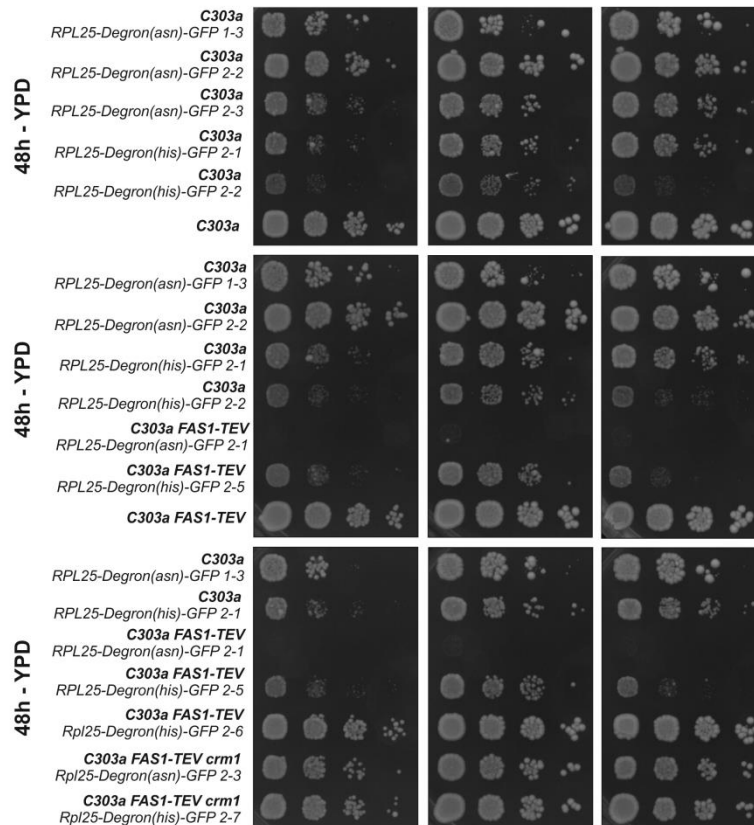 48h - YPD
C303a
RPL25-Degron(asn)-GFP 1-3
C303a
RPL25-Degron(asn)-GFP 2-2
C303a
RPL25-Degron(asn)-GFP 2-3
C303a
RPL25-Degron(his)-GFP 2-1
C303a
RPL25-Degron(his)-GFP 2-2
C303a
48h - YPD
C303a
RPL25-Degron(asn)-GFP 1-3
C303a
RPL25-Degron(asn)-GFP 2-2
C303a
RPL25-Degron(his)-GFP 2-1
C303a
RPL25-Degron(his)-GFP 2-2
C303a FAS1-TEV
RPL25-Degron(asn)-GFP 2-1
C303a FAS1-TEV
RPL25-Degron(his)-GFP 2-5
C303a FAS1-TEV
48h - YPD
C303a
RPL25-Degron(asn)-GFP 1-3
C303a
RPL25-Degron(his)-GFP 2-1
C303a FAS1-TEV
RPL25-Degron(asn)-GFP 2-1
C303a FAS1-TEV
RPL25-Degron(his)-GFP 2-5
C303a FAS1-TEV
Rpl25-Degron(his)-GFP 2-6
C303a FAS1-TEV crm1
Rpl25-Degron(asn)-GFP 2-3
C303a FAS1-TEV crm1
Rpl25-Degron(his)-GFP 2-7